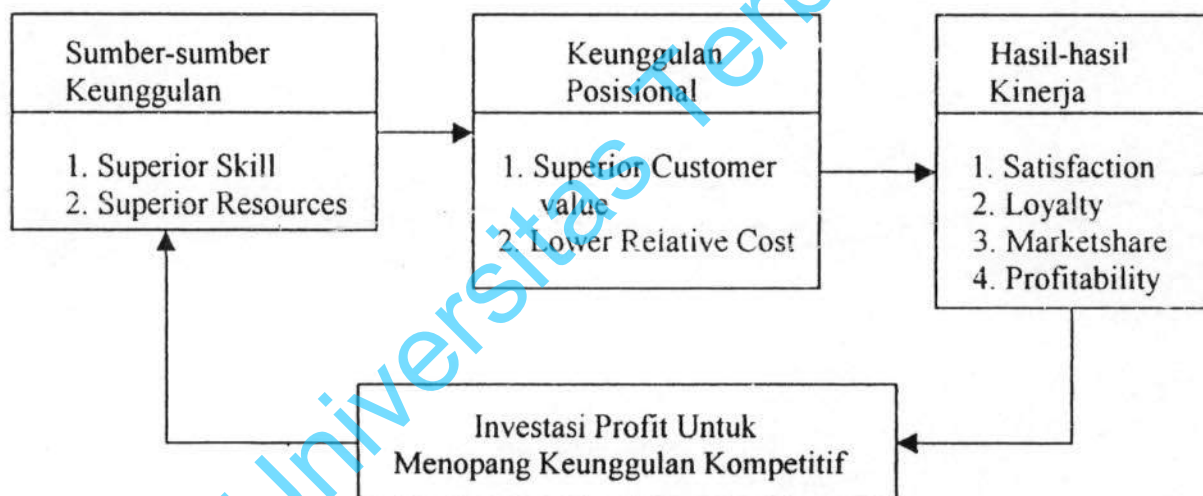 Sumber-sumber
Keunggulan
1. Superior Skill
2. Superior Resources
Keunggulan
Posisional
1. Superior Customer
value
2. Lower Relative Cost
Hasil-hasil
Kinerja
1. Satisfaction
2. Loyalty
3. Marketshare
4. Profitability
Investasi Profit Untuk
Menopang Keunggulan Kompetitif
Universitas